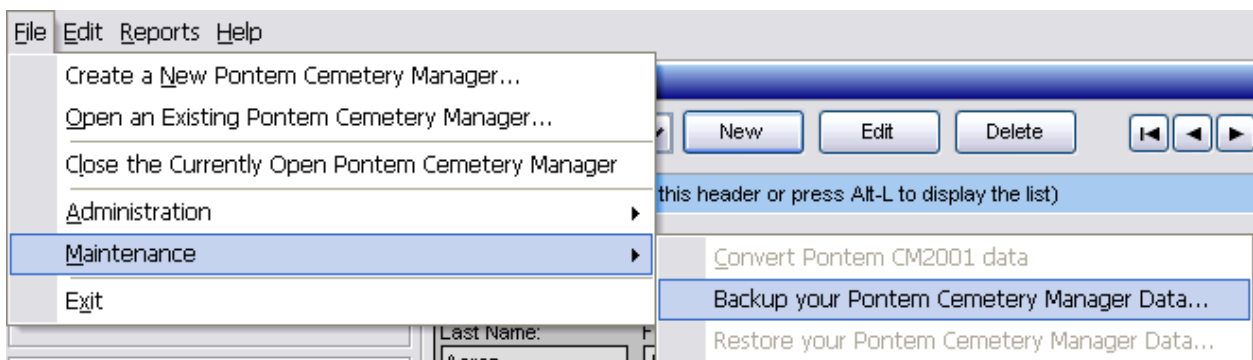 File Edit Reports Help
Create a New Pontem Cemetery Manager...
Open an Existing Pontem Cemetery Manager...
Close the Currently Open Pontem Cemetery Manager
Administration
Maintenance
Exit
New Edit Delete
this header or press Alt-L to display the list)
Convert Pontem CM2001 data
Backup your Pontem Cemetery Manager Data...
Restore your Pontem Cemetery Manager Data...
Last Name: